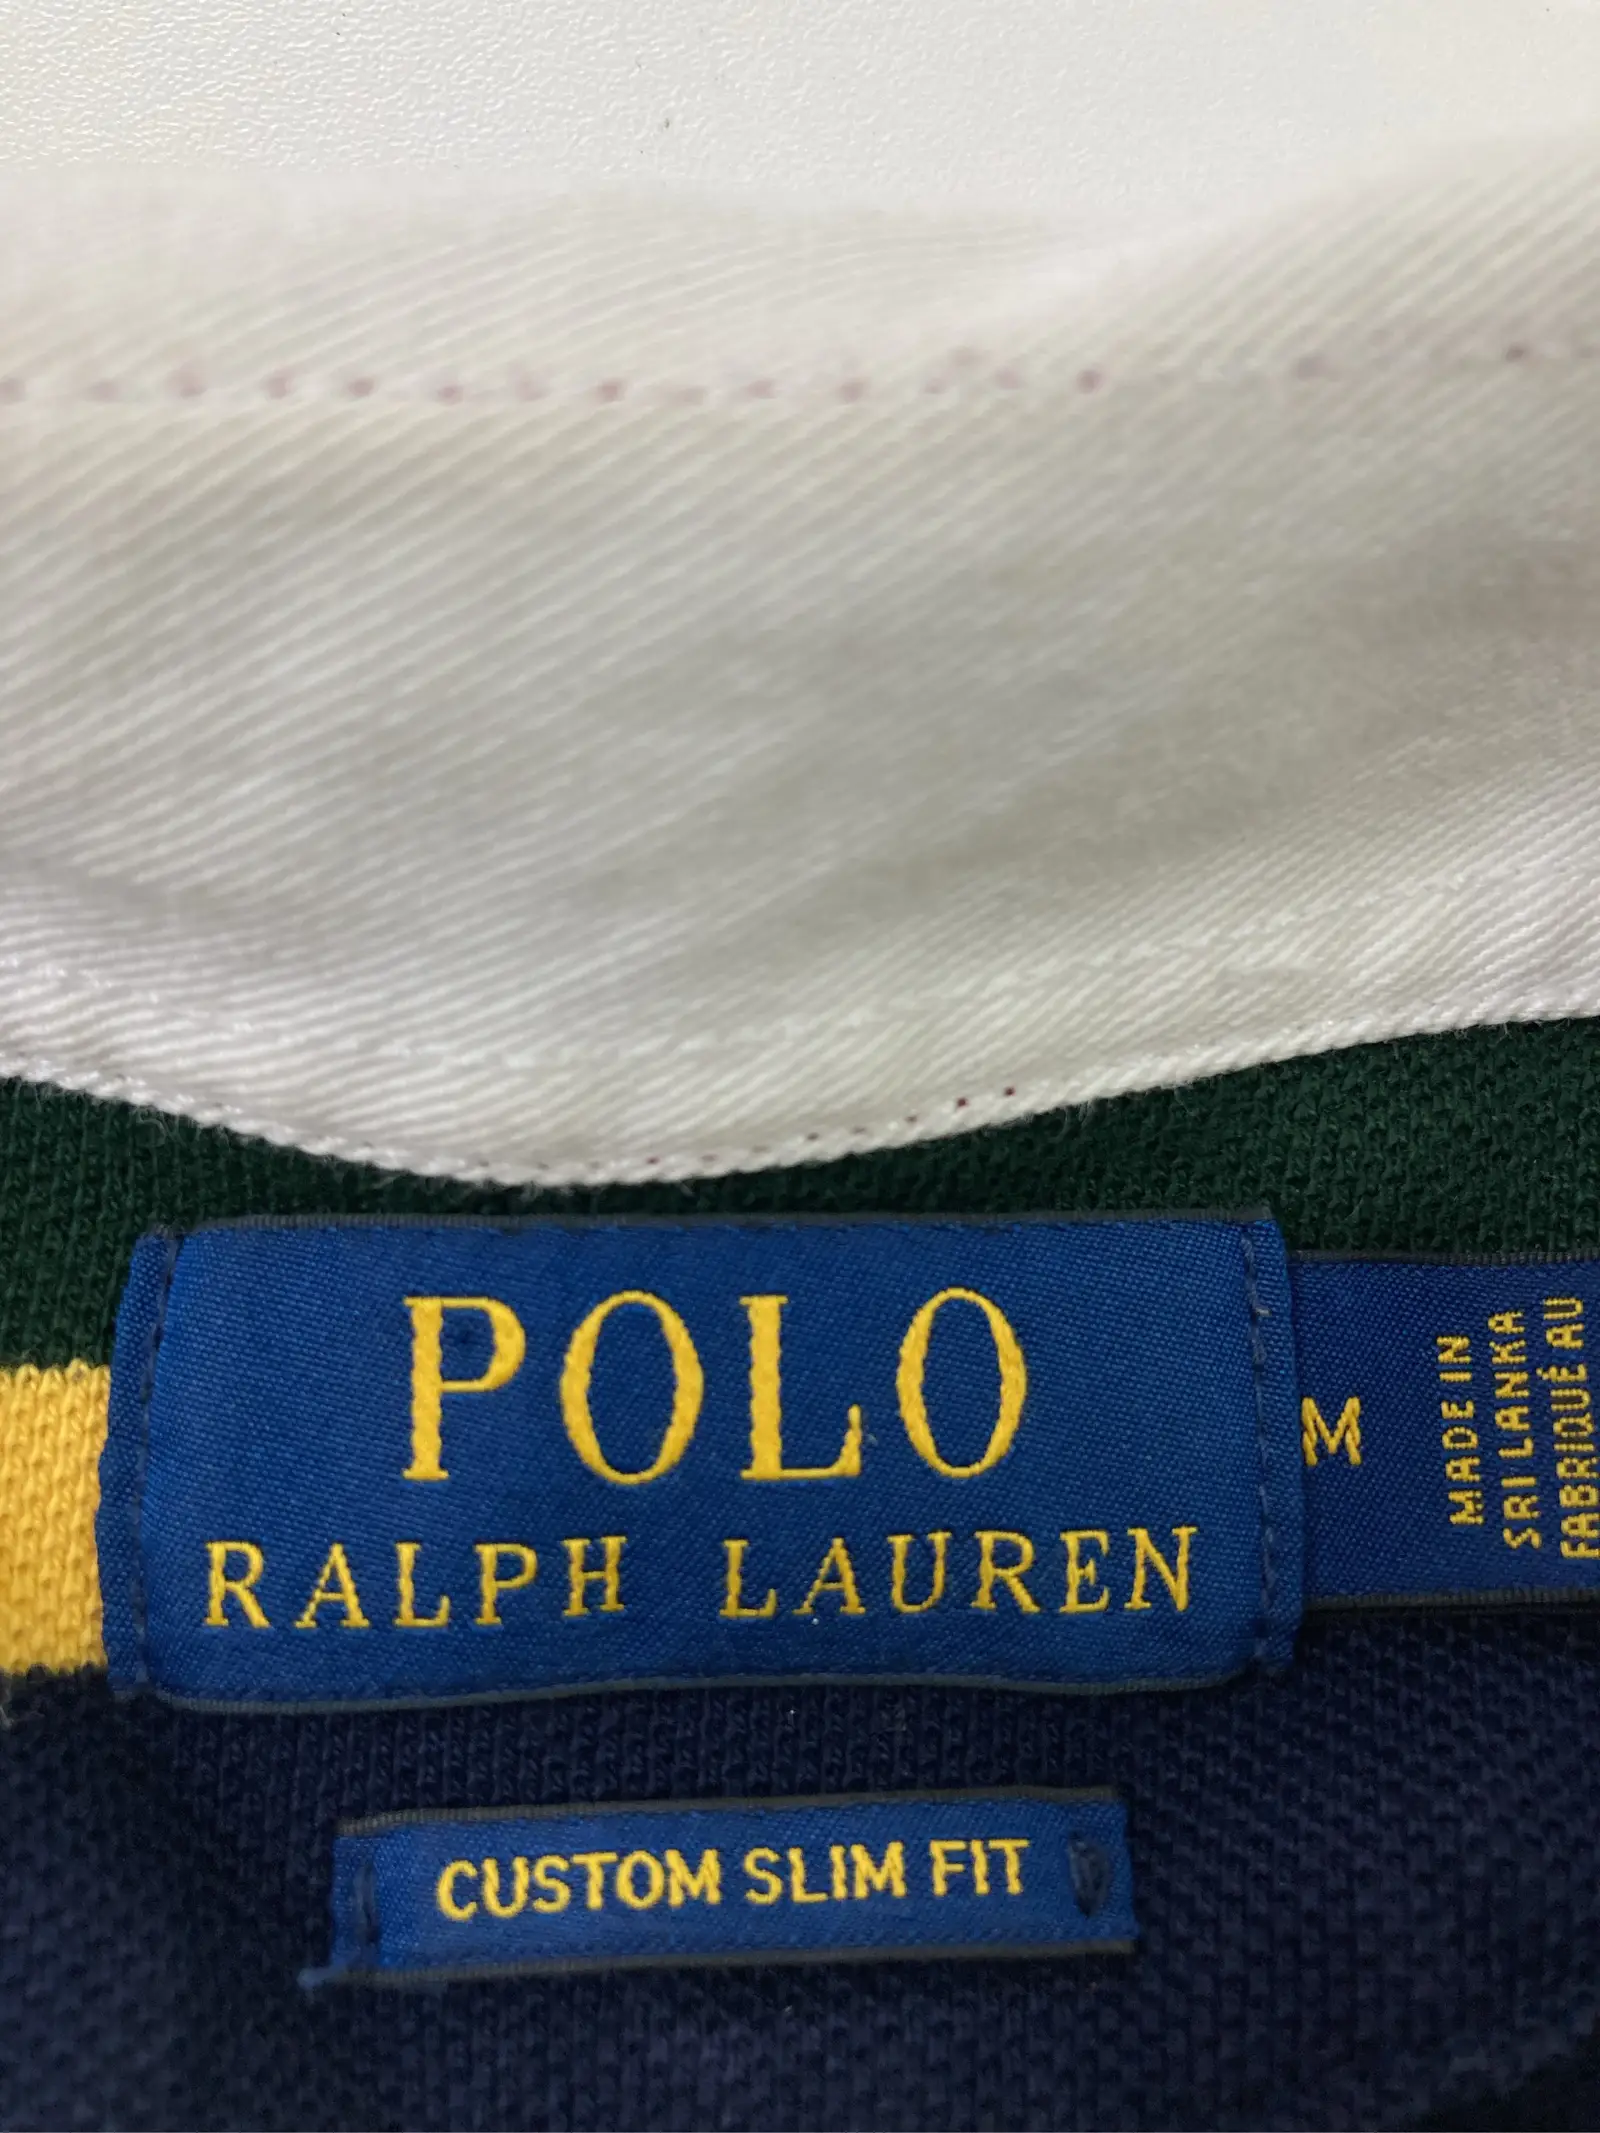 POLO
RALPH LAUREN
M
MADE IN
SRI LANKA
FABRIQUÉ AU
CUSTOM SLIM FIT